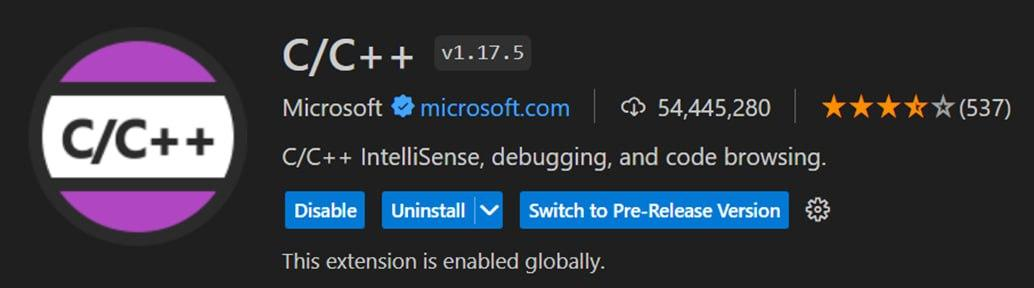 C/C++
C/C++ v1.17.5
Microsoft microsoft.com 54,445,280 (537)
C/C++ IntelliSense, debugging, and code browsing.
Disable Uninstall Switch to Pre-Release Version
This extension is enabled globally.